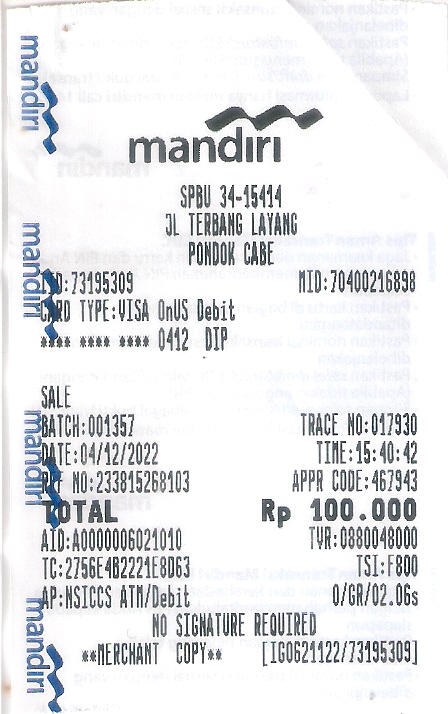 mandiri
SPBU 34-15414
JL TERBANG LAYANG
PONDOK CABE
TID:73195309 MID:70400216898
CARD TYPE:VISA OnUS Debit
**** **** **** 0412 DIP
SALE
BATCH:001357 TRACE NO:017930
DATE:04/12/2022 TIME:15:40:42
REF NO:233815268103 APPR CODE:467943
TOTAL Rp 100.000
AID:A0000006021010 TVR:0880048000
TC:2756E4B2221E8D63 TSI:F800
AP:NSICCS ATM/Debit O/GR/02.06s
NO SIGNATURE REQUIRED
**MERCHANT COPY** [IG0621122/73195309]
mandiri
mandiri
mandiri
mandiri